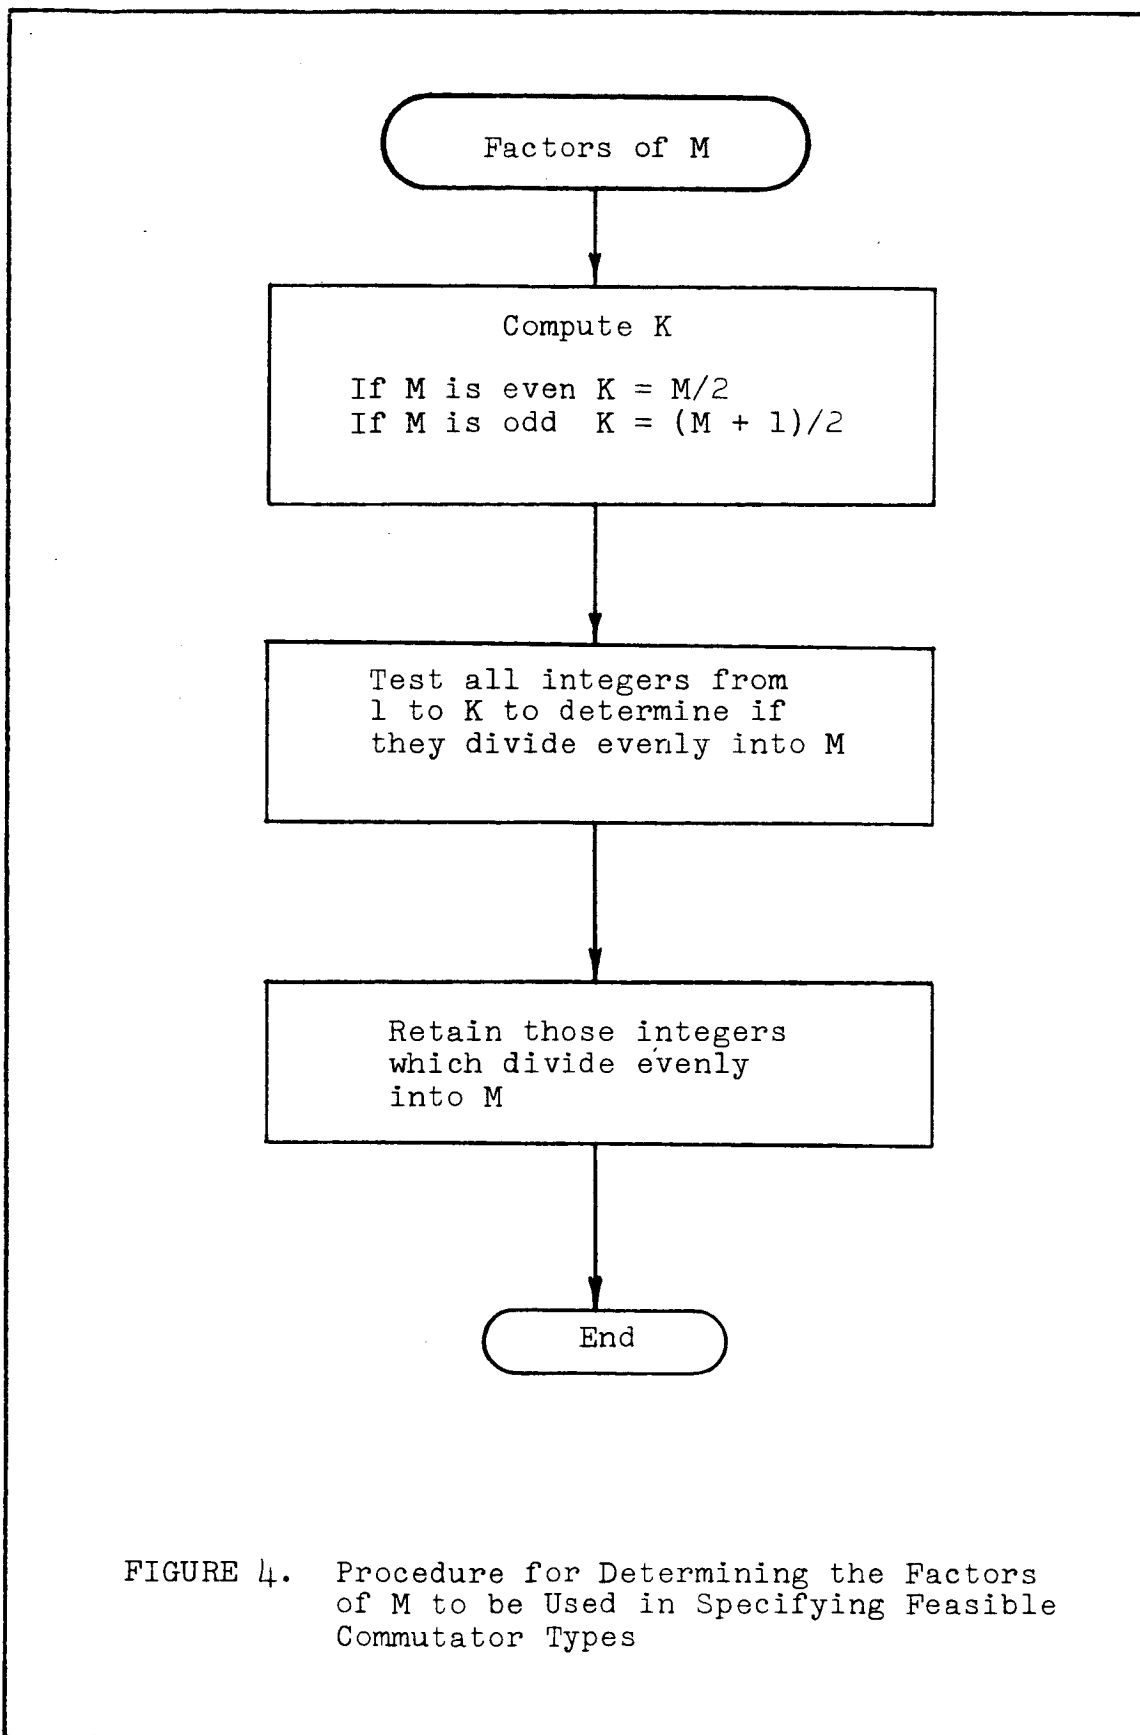 Factors of M
Compute K
If M is even K = M/2
If M is odd K = (M + 1)/2
Test all integers from
1 to K to determine if
they divide evenly into M
Retain those integers
which divide evenly
into M
End
FIGURE 4. Procedure for Determining the Factors
of M to be Used in Specifying Feasible
Commutator Types